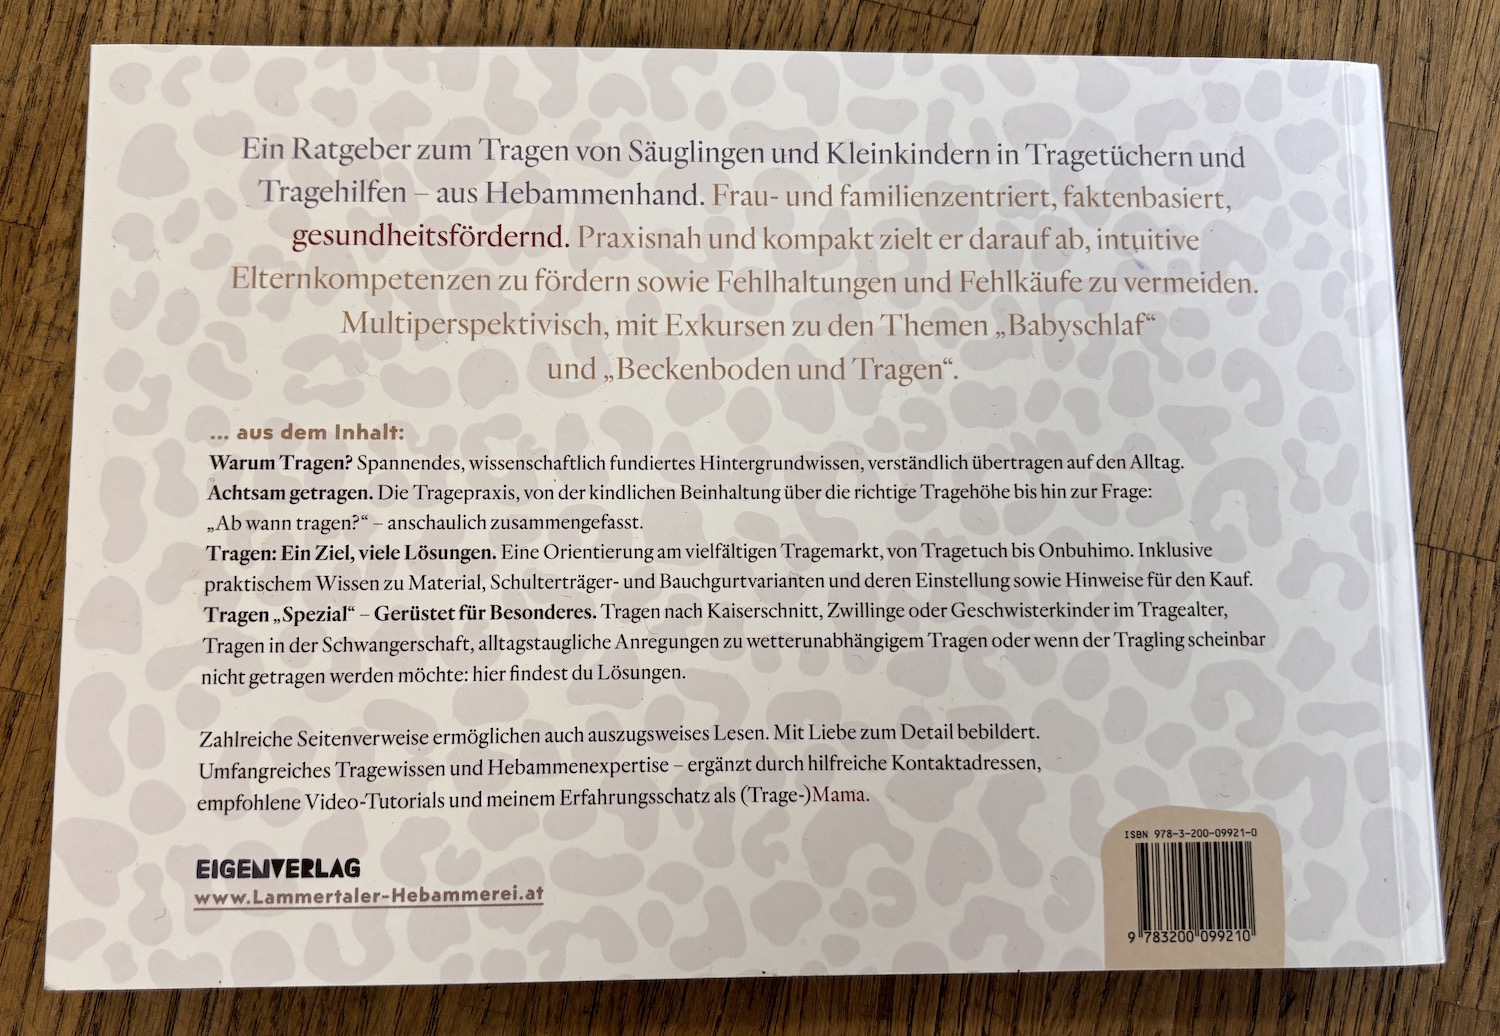 Ein Ratgeber zum Tragen von Säuglingen und Kleinkindern in Tragetüchern und
Tragehilfen – aus Hebammenhand. Frau- und familienzentriert, faktenbasiert,
gesundheitsfördernd. Praxisnah und kompakt zielt er darauf ab, intuitive
Elternkompetenzen zu fördern sowie Fehlhaltungen und Fehlkäufe zu vermeiden.
Multiperspektivisch, mit Exkursen zu den Themen „Babyschlaf“
und „Beckenboden und Tragen“.
... aus dem Inhalt:
Warum Tragen? Spannendes, wissenschaftlich fundiertes Hintergrundwissen, verständlich übertragen auf den Alltag.
Achtsam getragen. Die Tragepraxis, von der kindlichen Beinhaltung über die richtige Tragehöhe bis hin zur Frage:
„Ab wann tragen?“ – anschaulich zusammengefasst.
Tragen: Ein Ziel, viele Lösungen. Eine Orientierung am vielfältigen Tragemarkt, von Tragetuch bis Onbuhimo. Inklusive
praktischem Wissen zu Material, Schulterträger- und Bauchgurtvarianten und deren Einstellung sowie Hinweise für den Kauf.
Tragen „Spezial“ – Gerüstet für Besonderes. Tragen nach Kaiserschnitt, Zwillinge oder Geschwisterkinder im Tragealter,
Tragen in der Schwangerschaft, alltagstaugliche Anregungen zu wetterunabhängigem Tragen oder wenn der Tragling scheinbar
nicht getragen werden möchte: hier findest du Lösungen.
Zahlreiche Seitenverweise ermöglichen auch auszugsweises Lesen. Mit Liebe zum Detail bebildert.
Umfangreiches Tragewissen und Hebammenexpertise – ergänzt durch hilfreiche Kontaktadressen,
empfohlene Video-Tutorials und meinem Erfahrungsschatz als (Trage-)Mama.
EIGENVERLAG
www.Lammertaler-Hebammerei.at
ISBN 978-3-200-09921-0
9 783200 099210